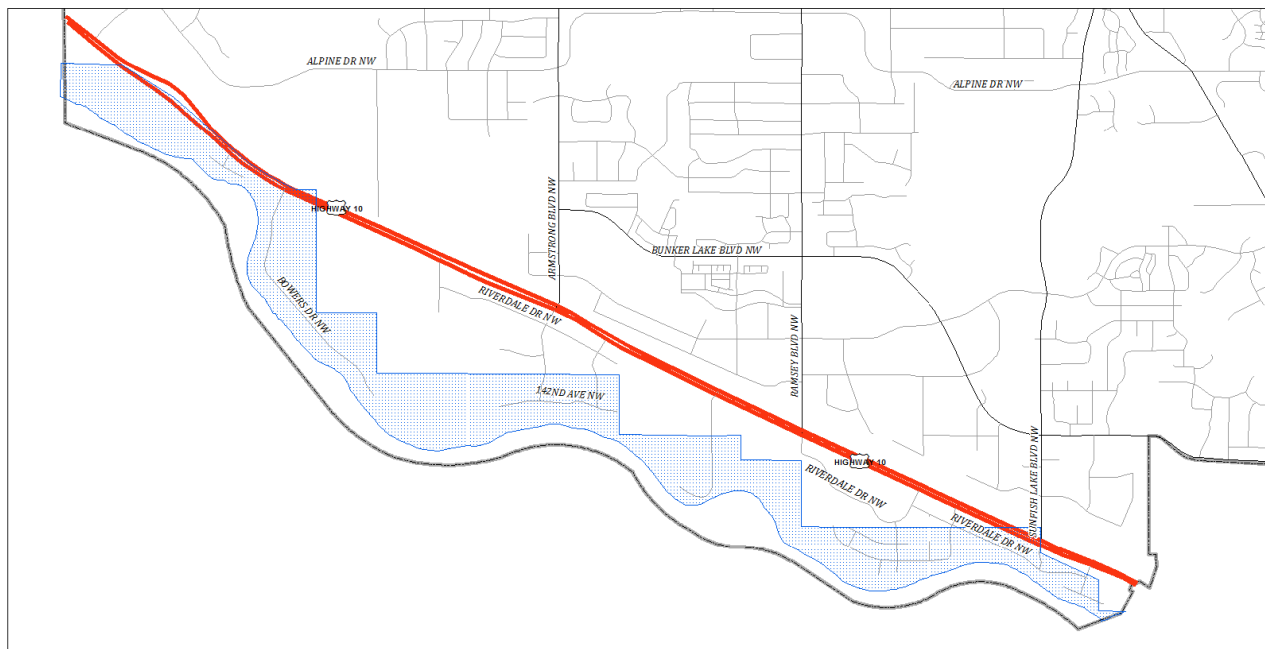 ALPINE DR NW
ALPINE DR NW
HIGHWAY 10
ARMSTRONG BLVD NW
BUNKER LAKE BLVD NW
BOWERS DR NW
RIVERDALE DR NW
RAMSEY BLVD NW
142ND AVE NW
HIGHWAY 10
RIVERDALE DR NW
SUNFISH LAKE BLVD NW
RIVERDALE DR NW